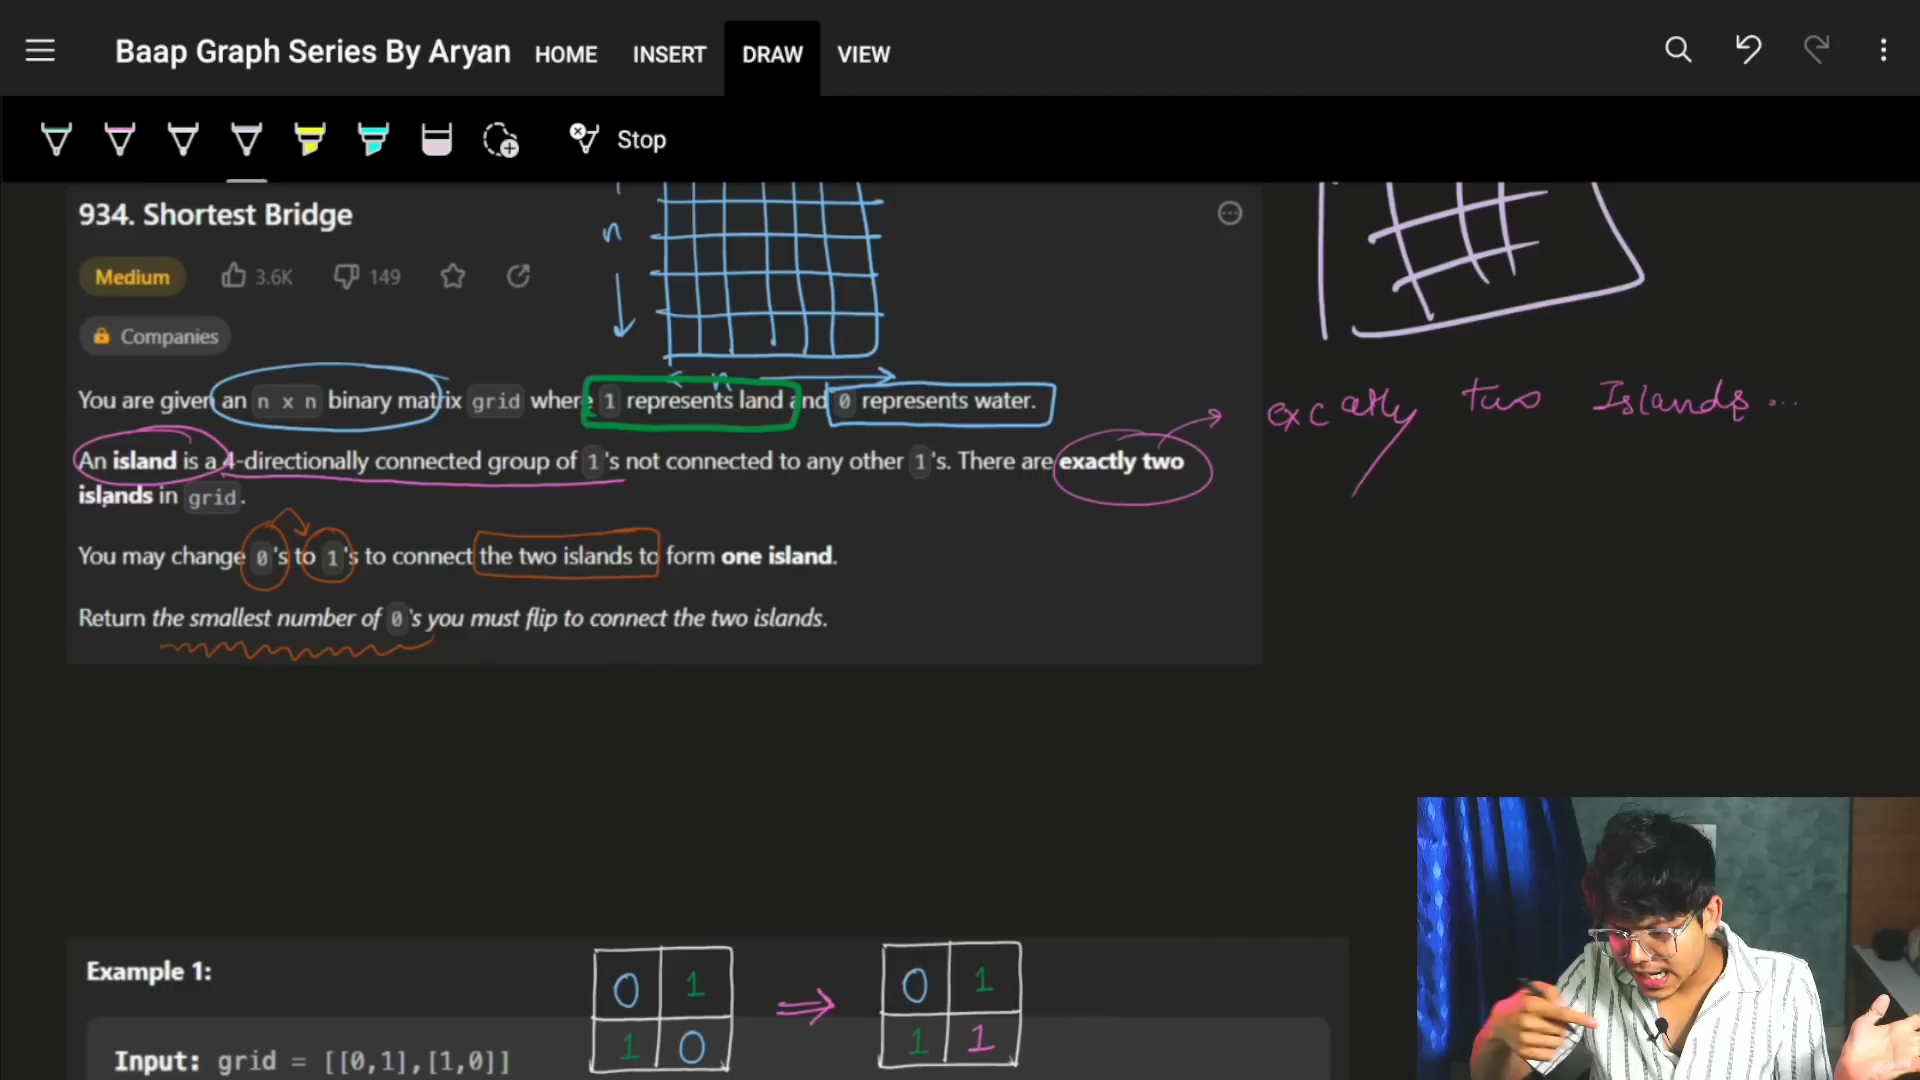 Baap Graph Series By Aryan HOME INSERT DRAW VIEW
Stop
934. Shortest Bridge
n
Medium 3.6K 149
Companies
n
You are given an n x n binary matrix grid where 1 represents land and 0 represents water.
excatly two Islands...
An island is a 4-directionally connected group of 1's not connected to any other 1's. There are exactly two
islands in grid.
You may change 0's to 1's to connect the two islands to form one island.
Return the smallest number of 0's you must flip to connect the two islands.
Example 1:
0 1 0 1
1 0 1 1
Input: grid = [[0,1],[1,0]]